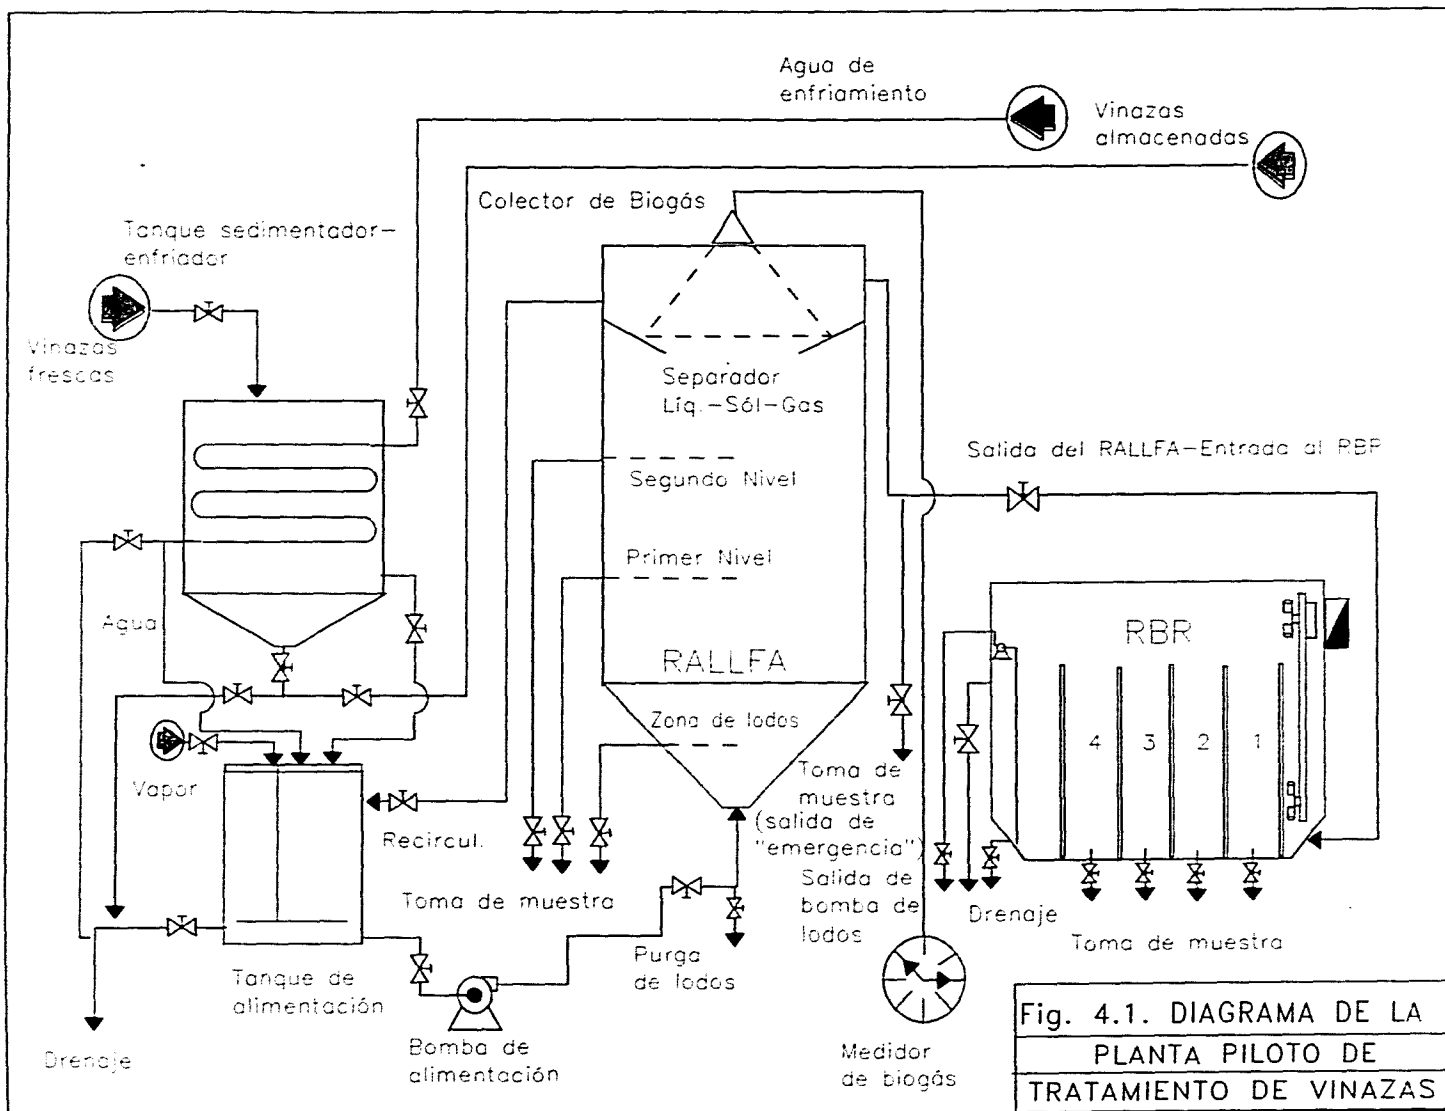 Agua de
enfriamiento
Vinazas
almacenadas
Colector de Biogás
Tanque sedimentador-
enfriador
Vinazas
frescas
Separador
Líq.-Sól-Gas
Salida del RALLFA-Entrada al RBR
Segundo Nivel
Primer Nivel
Agua
RALLFA
RBR
Zona de lodos
4 3 2 1
Vapor
Toma de
muestra
(salida de
"emergencia")
Recircul.
Toma de muestra
Salida de
bomba de
lodos
Drenaje
Toma de muestra
Purga
de lodos
Tanque de
alimentación
Bomba de
alimentación
Drenaje
Medidor
de biogás
Fig. 4.1. DIAGRAMA DE LA
PLANTA PILOTO DE
TRATAMIENTO DE VINAZAS